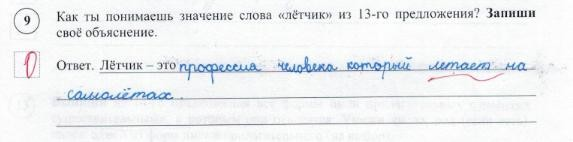 9 Как ты понимаешь значение слова «лётчик» из 13-го предложения? Запиши
своё объяснение.
0 Ответ. Лётчик – это профессиа человека который летает на
самолётах.